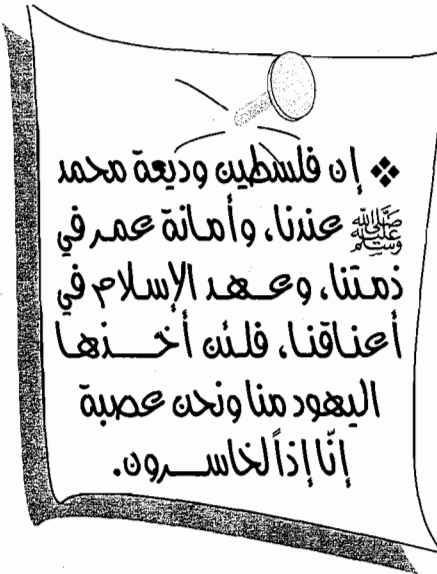 ❖ إن فلسطين وديعة محمد
ﷺ عندنا، وأمانة عمر في
ذمتنا، وعهد الإسلام في
أعناقنا، فلئن أخذها
اليهود منا ونحن عصبة
إنّا إذاً لخاسرون.